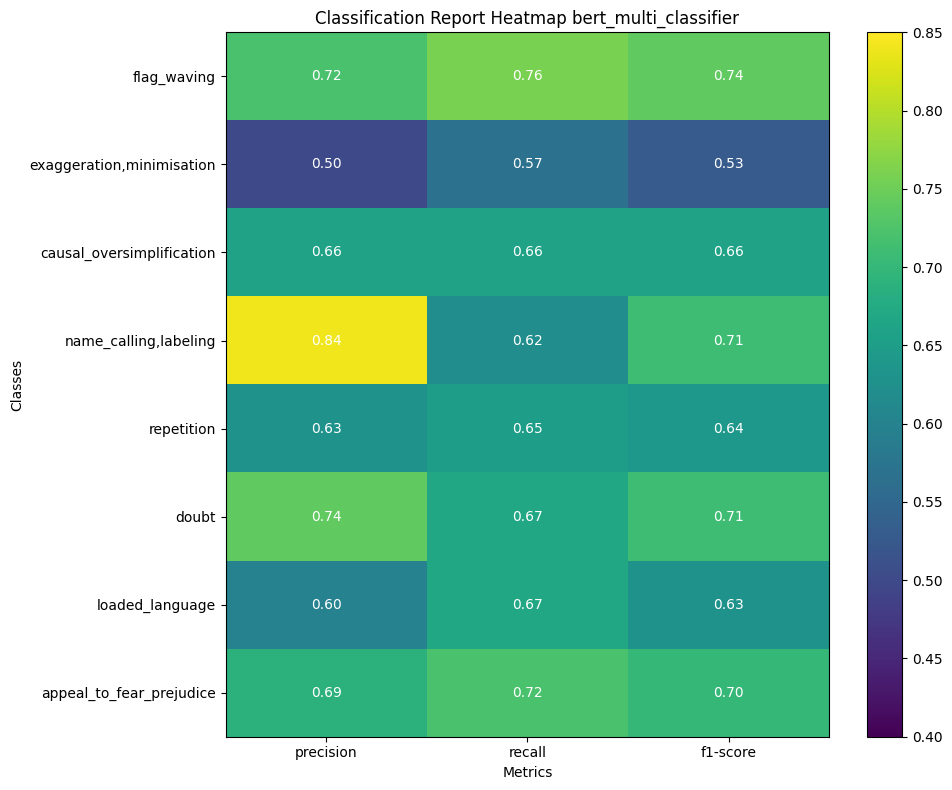 Classification Report Heatmap bert_multi_classifier
flag_waving 0.72 0.76 0.74
exaggeration,minimisation 0.50 0.57 0.53
causal_oversimplification 0.66 0.66 0.66
name_calling,labeling 0.84 0.62 0.71
repetition 0.63 0.65 0.64
doubt 0.74 0.67 0.71
loaded_language 0.60 0.67 0.63
appeal_to_fear_prejudice 0.69 0.72 0.70
Classes
precision recall f1-score
Metrics
0.85
0.80
0.75
0.70
0.65
0.60
0.55
0.50
0.45
0.40